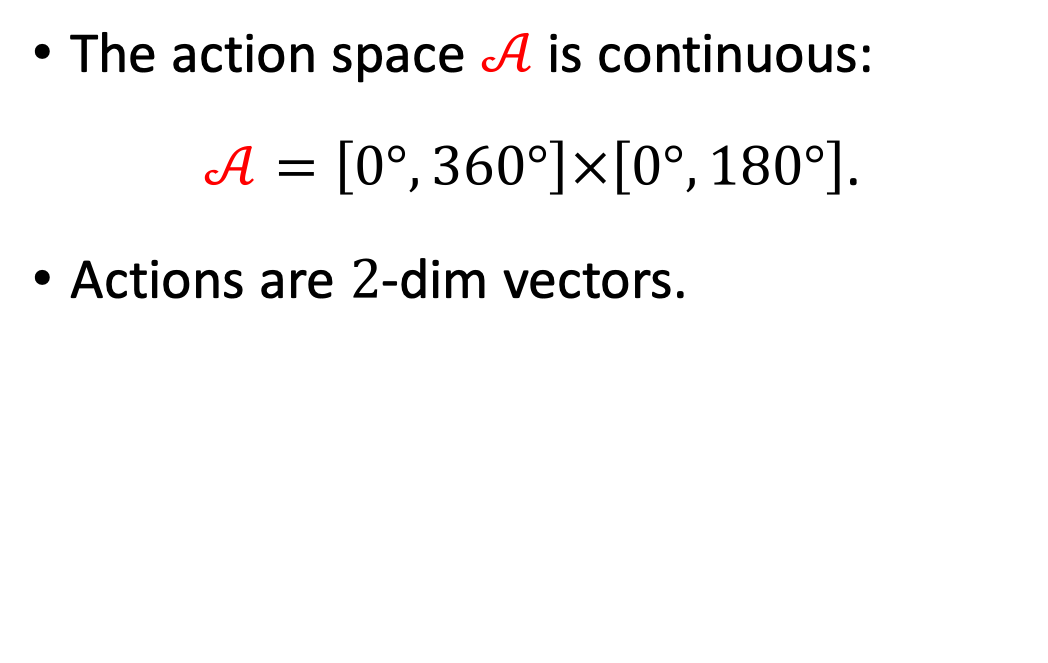 • The action space 𝒜 is continuous:
𝒜 = [0°, 360°]×[0°, 180°].
• Actions are 2-dim vectors.